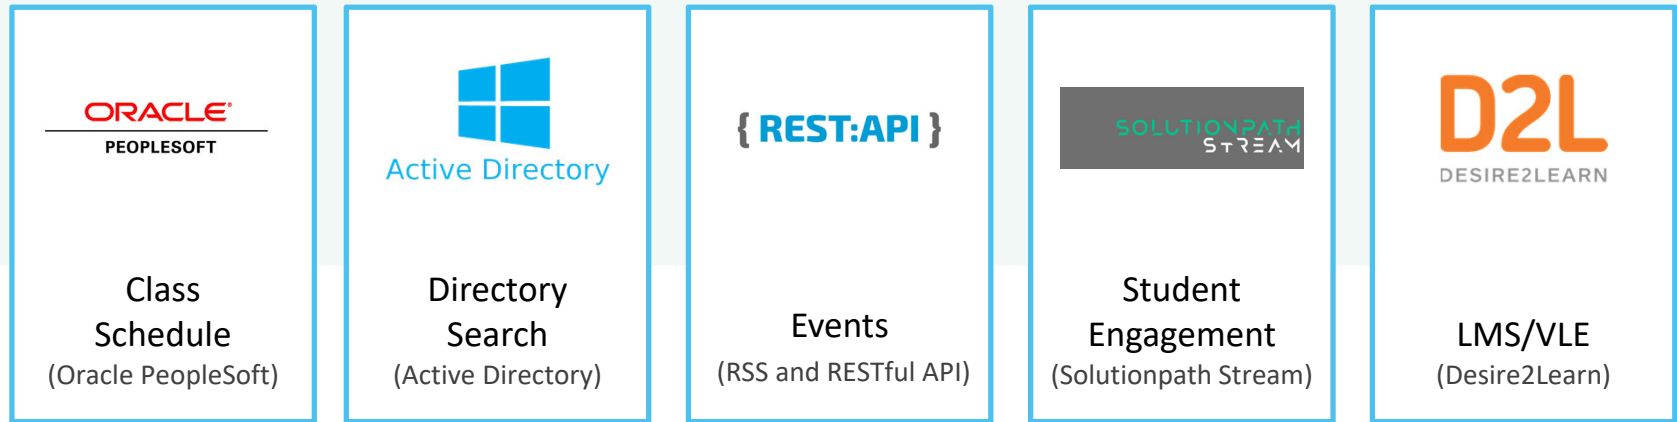 ORACLE®
PEOPLESOFT
Class
Schedule
(Oracle PeopleSoft)
Active Directory
Directory
Search
(Active Directory)
{ REST:API }
Events
(RSS and RESTful API)
SOLUTIONPATH
STREAM
Student
Engagement
(Solutionpath Stream)
D2L
DESIRE2LEARN
LMS/VLE
(Desire2Learn)